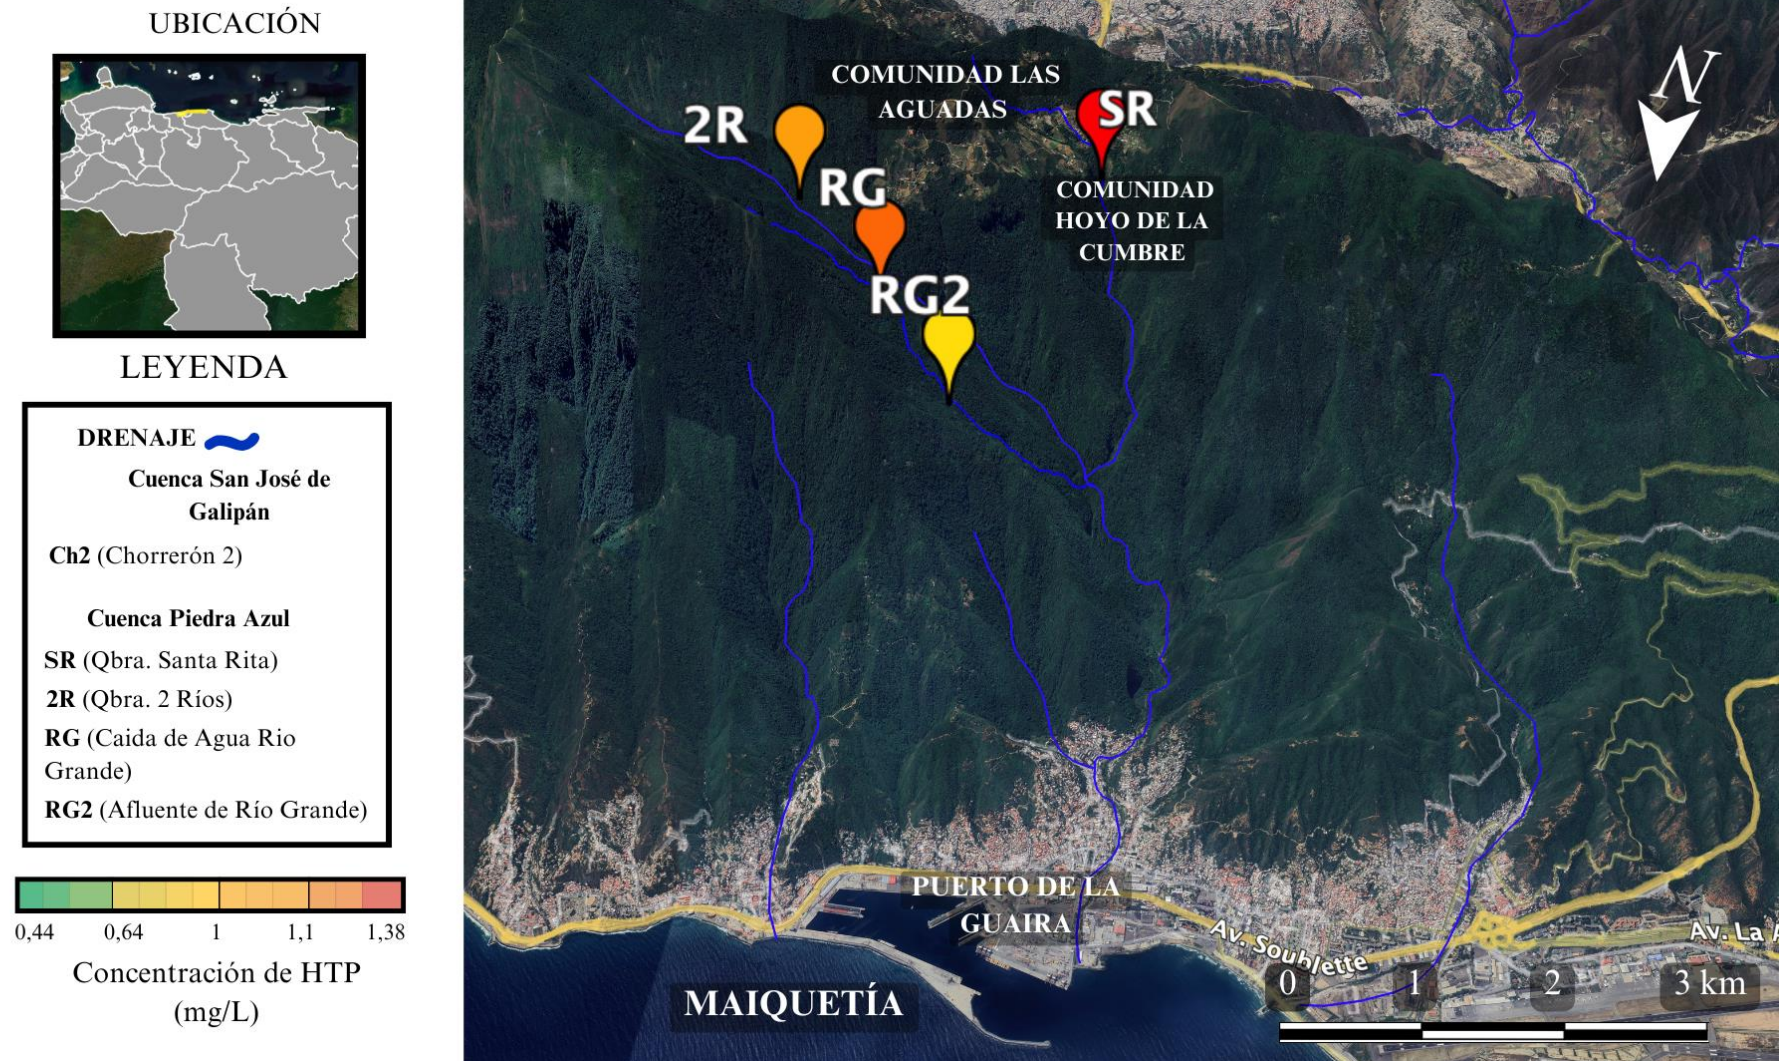 UBICACIÓN
LEYENDA
DRENAJE
Cuenca San José de
Galipán
Ch2 (Chorrerón 2)
Cuenca Piedra Azul
SR (Qbra. Santa Rita)
2R (Qbra. 2 Ríos)
RG (Caida de Agua Rio
Grande)
RG2 (Afluente de Río Grande)
0,44 0,64 1 1,1 1,38
Concentración de HTP
(mg/L)
COMUNIDAD LAS
AGUADAS
2R
SR
RG
COMUNIDAD
HOYO DE LA
CUMBRE
RG2
N
PUERTO DE LA
GUAIRA
MAIQUETÍA
Av. Soublette
Av. La A
0 1 2 3 km